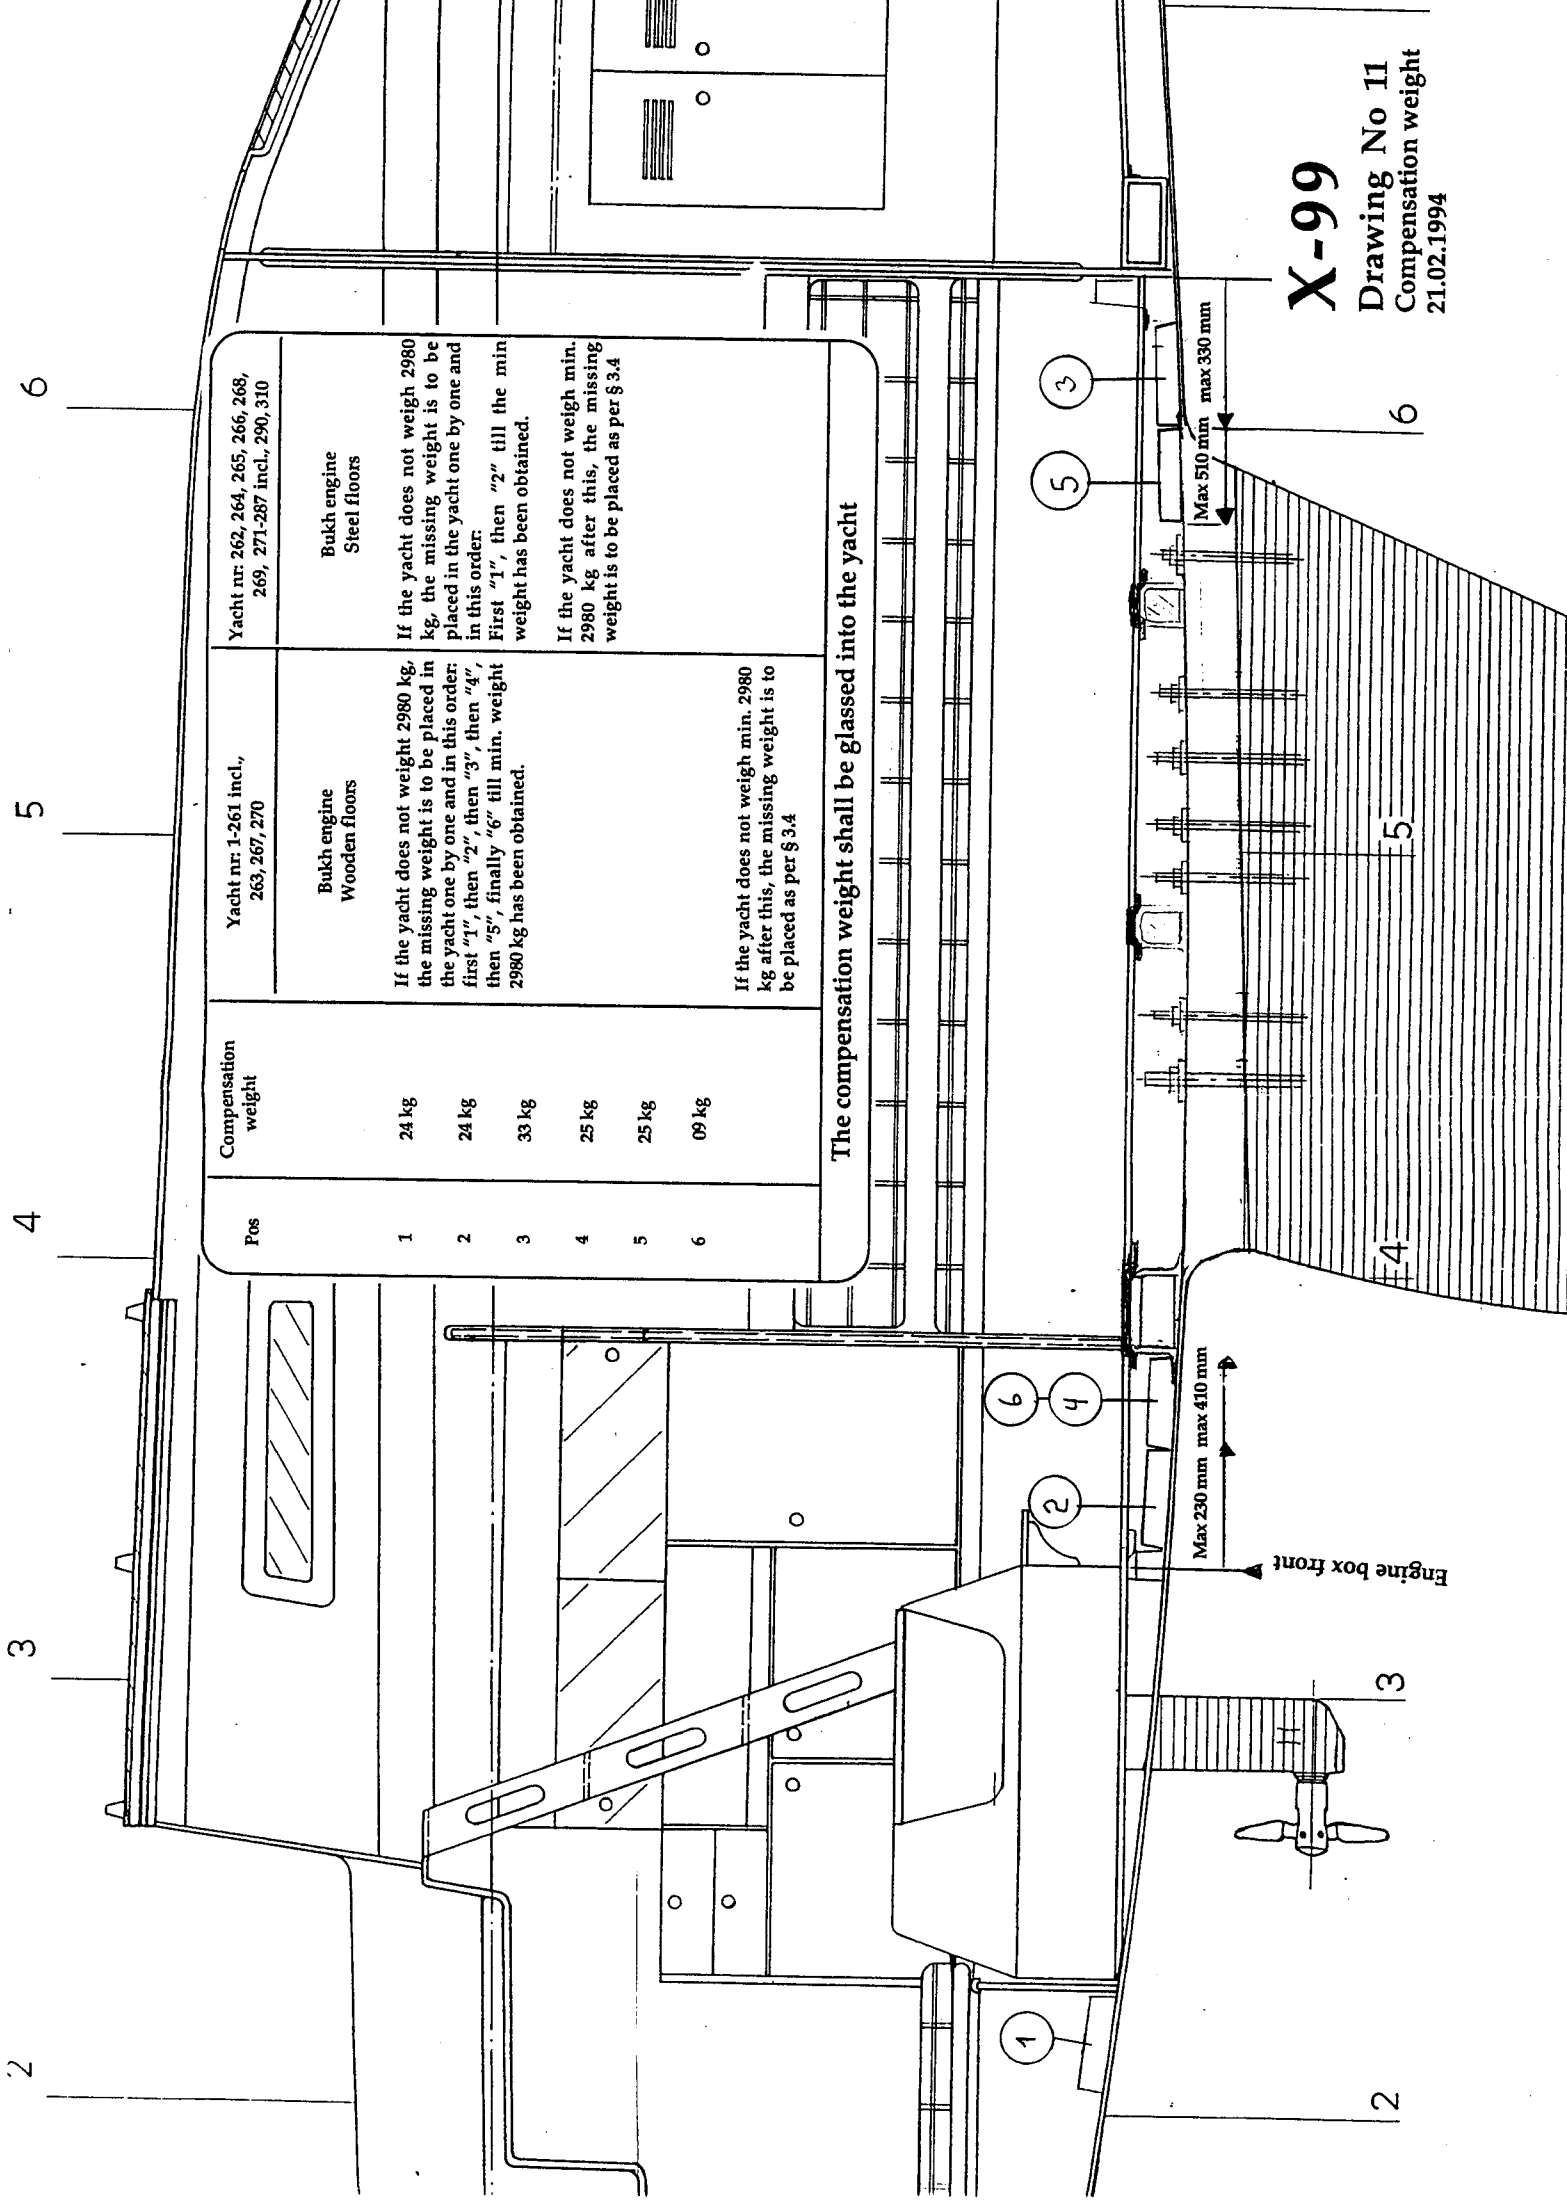 2
3
4
5
6
Pos
Compensation
weight
Yacht nr: 1-261 incl.,
263, 267, 270
Yacht nr: 262, 264, 265, 266, 268,
269, 271-287 incl., 290, 310
Bukh engine
Wooden floors
Bukh engine
Steel floors
1
24 kg
2
24 kg
3
33 kg
4
25 kg
5
25 kg
6
09 kg
If the yacht does not weight 2980 kg,
the missing weight is to be placed in
the yacht one by one and in this order:
first "1", then "2", then "3", then "4",
then "5", finally "6" till min. weight
2980 kg has been obtained.
If the yacht does not weigh min. 2980
kg after this, the missing weight is to
be placed as per § 3.4
If the yacht does not weigh 2980
kg, the missing weight is to be
placed in the yacht one by one and
in this order:
First "1", then "2" till the min
weight has been obtained.
If the yacht does not weigh min.
2980 kg after this, the missing
weight is to be placed as per § 3.4
The compensation weight shall be glassed into the yacht
1
2
6
4
5
3
Max 230 mm max 410 mm
Max 510 mm max 330 mm
Engine box front
2
3
4
5
6
X-99
Drawing No 11
Compensation weight
21.02.1994